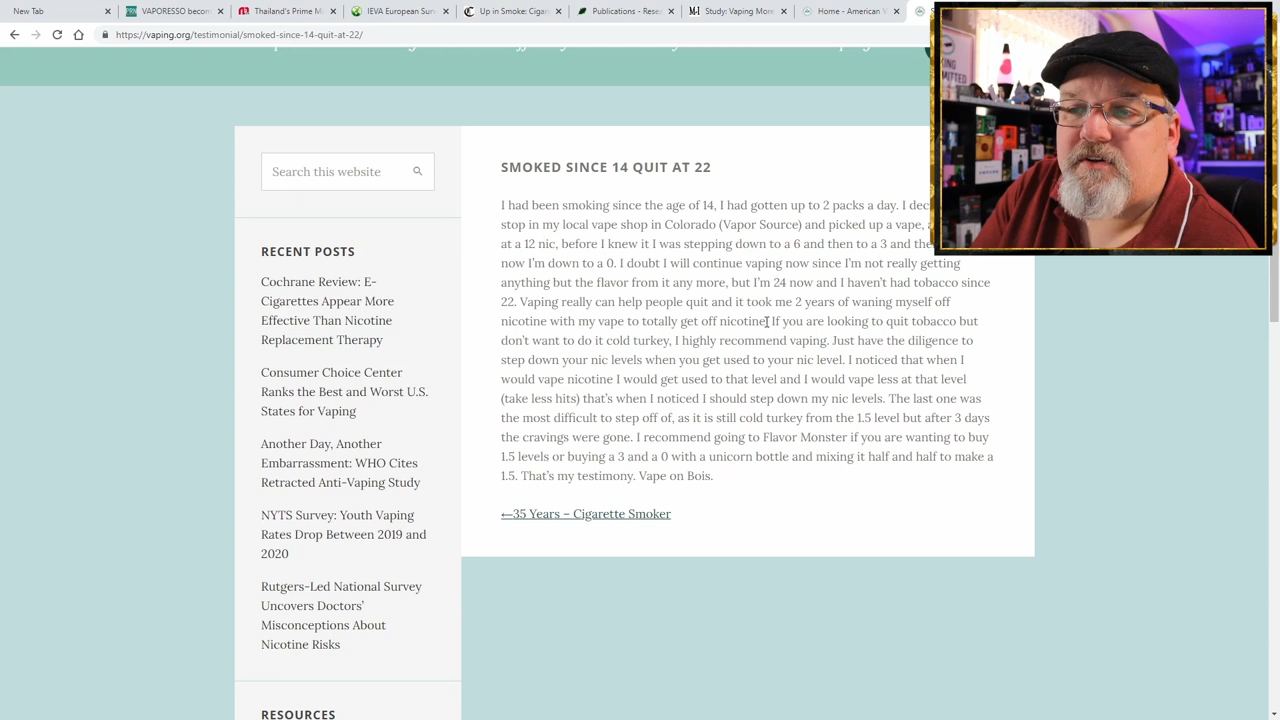 New Tab
VAPORESSO becom
Thailand's Prime M
IEVA European Sur
Up in Smoke: Cigar
Publications - Rese
Study: Vaping More
Home - American V
https://vaping.org/testimonial/smoked-since-14-quit-at-22/
SMOKED SINCE 14 QUIT AT 22
Search this website
I had been smoking since the age of 14, I had gotten up to 2 packs a day. I
stop in my local vape shop in Colorado (Vapor Source) and picked up a vape,
at a 12 nic, before I knew it I was stepping down to a 6 and then to a 3 and
now I'm down to a 0. I doubt I will continue vaping now since I'm not really getting
anything but the flavor from it any more, but I'm 24 now and I haven't had tobacco since
22. Vaping really can help people quit and it took me 2 years of waning myself off
nicotine with my vape to totally get off nicotine. If you are looking to quit tobacco but
don't want to do it cold turkey, I highly recommend vaping. Just have the diligence to
step down your nic levels when you get used to your nic level. I noticed that when I
would vape nicotine I would get used to that level and I would vape less at that level
(take less hits) that's when I noticed I should step down my nic levels. The last one was
the most difficult to step off of, as it is still cold turkey from the 1.5 level but after 3 days
the cravings were gone. I recommend going to Flavor Monster if you are wanting to buy
1.5 levels or buying a 3 and a 0 with a unicorn bottle and mixing it half and half to make a
1.5. That's my testimony. Vape on Bois.
←35 Years – Cigarette Smoker
RECENT POSTS
Cochrane Review: E-
Cigarettes Appear More
Effective Than Nicotine
Replacement Therapy
Consumer Choice Center
Ranks the Best and Worst U.S.
States for Vaping
Another Day, Another
Embarrassment: WHO Cites
Retracted Anti-Vaping Study
NYTS Survey: Youth Vaping
Rates Drop Between 2019 and
2020
Rutgers-Led National Survey
Uncovers Doctors'
Misconceptions About
Nicotine Risks
RESOURCES